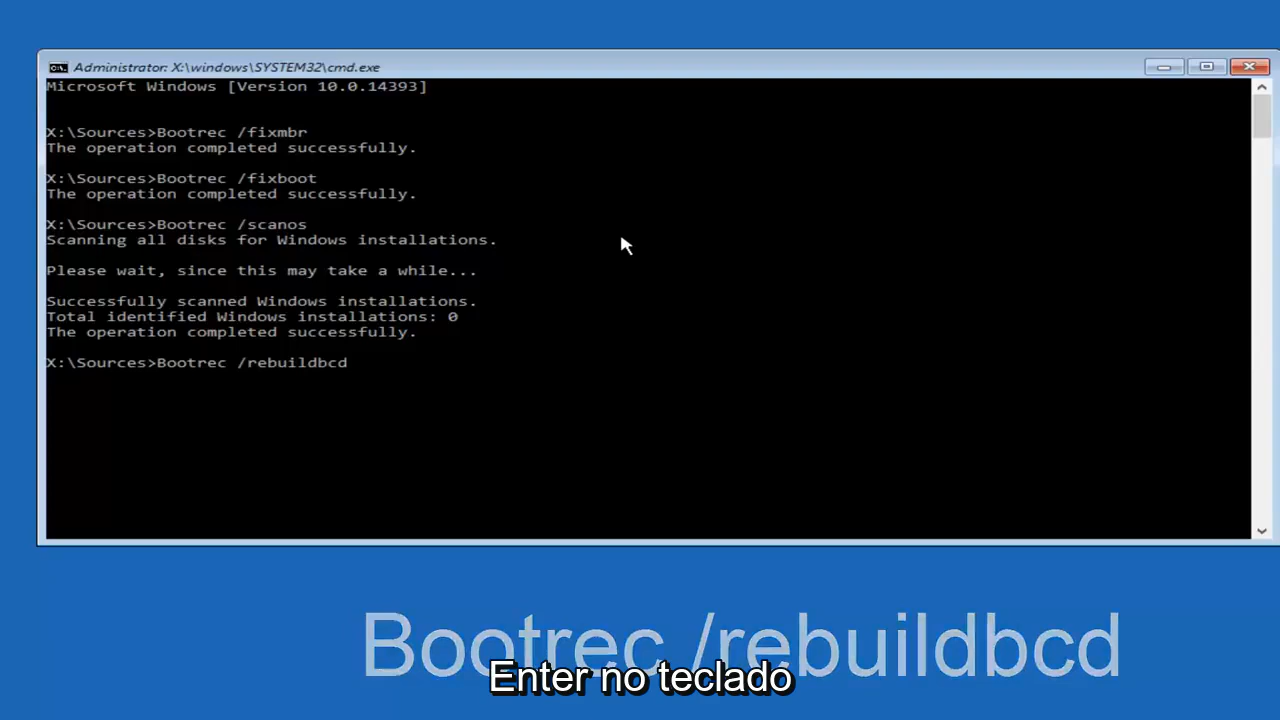 Administrator: X:\windows\SYSTEM32\cmd.exe
Microsoft Windows [Version 10.0.14393]
X:\Sources>Bootrec /fixmbr
The operation completed successfully.
X:\Sources>Bootrec /fixboot
The operation completed successfully.
X:\Sources>Bootrec /scanos
Scanning all disks for Windows installations.
Please wait, since this may take a while...
Successfully scanned Windows installations.
Total identified Windows installations: 0
The operation completed successfully.
X:\Sources>Bootrec /rebuildbcd
Bootrec /rebuildbcd
Enter no teclado